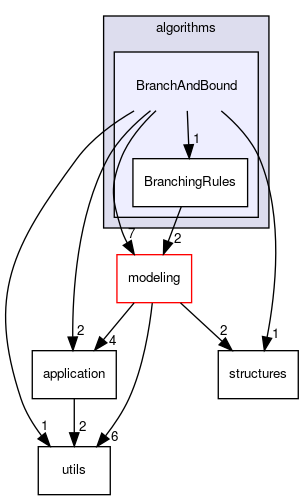 algorithms
BranchAndBound
1
BranchingRules
7
2
modeling
2
4
2
1
application
structures
1
2
6
utils